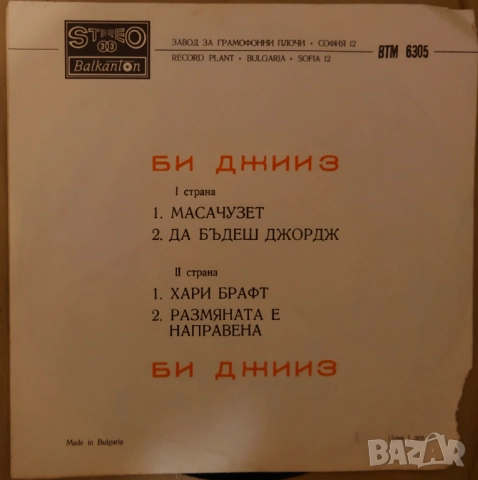 STEREO
33
Balkanton
ЗАВОД ЗА ГРАМОФОННИ ПЛОЧИ • СОФИЯ 12
RECORD PLANT • BULGARIA • SOFIA 12
ВТМ 6305
БИ ДЖИИЗ
I страна
1. МАСАЧУЗЕТ
2. ДА БЪДЕШ ДЖОРДЖ
II страна
1. ХАРИ БРАФТ
2. РАЗМЯНАТА Е
НАПРАВЕНА
БИ ДЖИИЗ
Made in Bulgaria
BAZAR